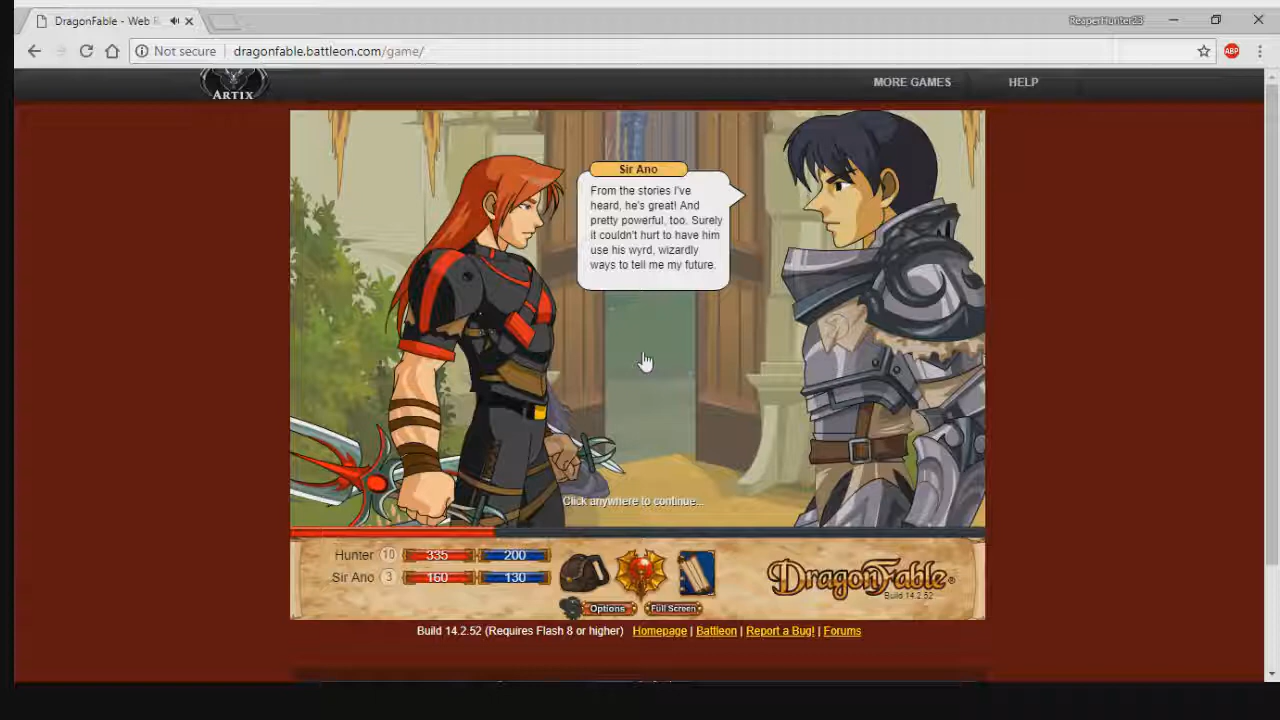 DragonFable - Web
ReaperHunter23
Not secure
dragonfable.battleon.com/game/
ABP
ARTIX
MORE GAMES
HELP
Sir Ano
From the stories I've
heard, he's great! And
pretty powerful, too. Surely
it couldn't hurt to have him
use his wyrd, wizardly
ways to tell me my future.
Click anywhere to continue...
Hunter 10 335 200
Sir Ano 3 160 130
DragonFable®
Build 14.2.52
Options
Full Screen
Build 14.2.52 (Requires Flash 8 or higher) Homepage | Battleon | Report a Bug! | Forums